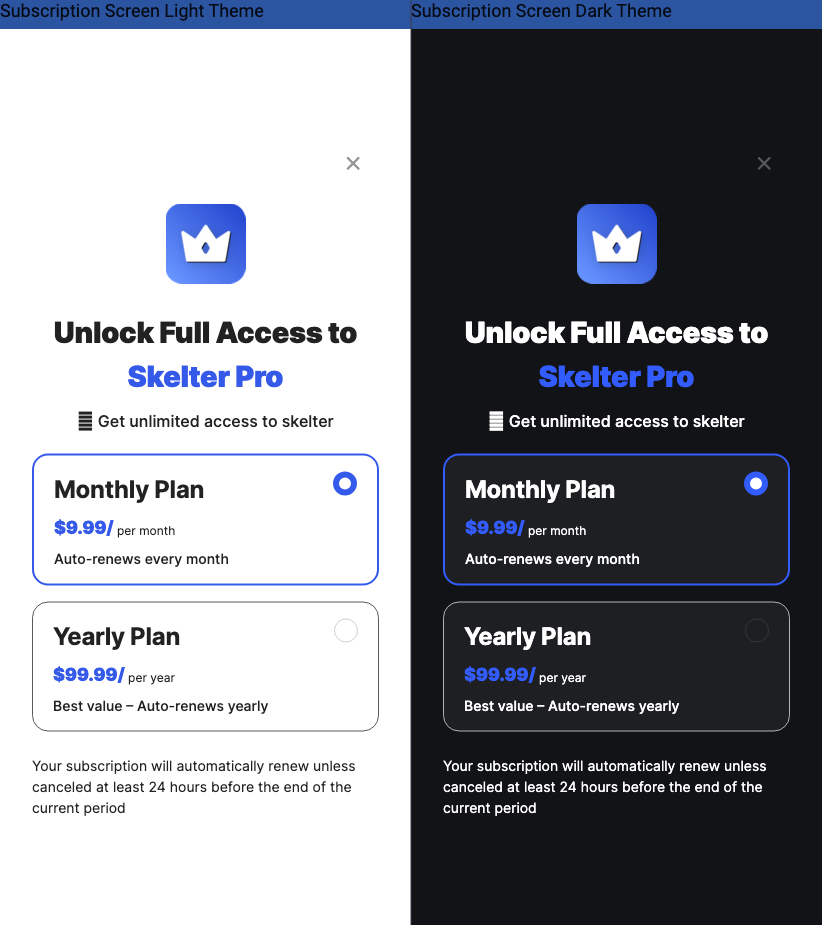 Subscription Screen Light Theme
Unlock Full Access to
Skelter Pro
Get unlimited access to skelter
Monthly Plan
$9.99/ per month
Auto-renews every month
Yearly Plan
$99.99/ per year
Best value – Auto-renews yearly
Your subscription will automatically renew unless
canceled at least 24 hours before the end of the
current period
Subscription Screen Dark Theme
Unlock Full Access to
Skelter Pro
Get unlimited access to skelter
Monthly Plan
$9.99/ per month
Auto-renews every month
Yearly Plan
$99.99/ per year
Best value – Auto-renews yearly
Your subscription will automatically renew unless
canceled at least 24 hours before the end of the
current period